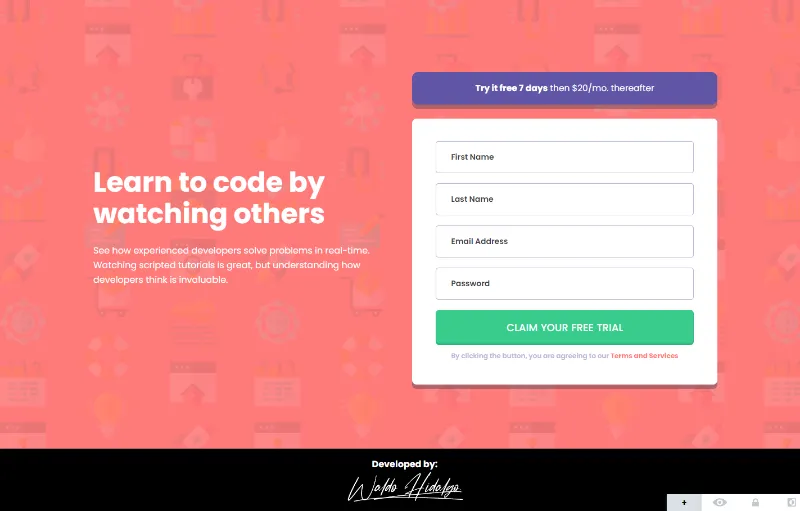 Try it free 7 days then $20/mo. thereafter
Learn to code by
watching others
See how experienced developers solve problems in real-time.
Watching scripted tutorials is great, but understanding how
developers think is invaluable.
First Name
Last Name
Email Address
Password
CLAIM YOUR FREE TRIAL
By clicking the button, you are agreeing to our Terms and Services
Developed by:
Waldo Hidalgo
+